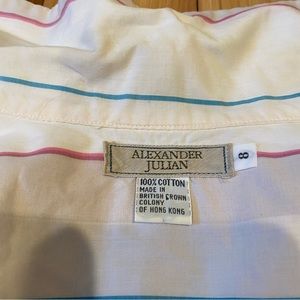 ALEXANDER
JULIAN
8
100% COTTON
MADE IN
BRITISH CROWN
COLONY
OF HONG KONG